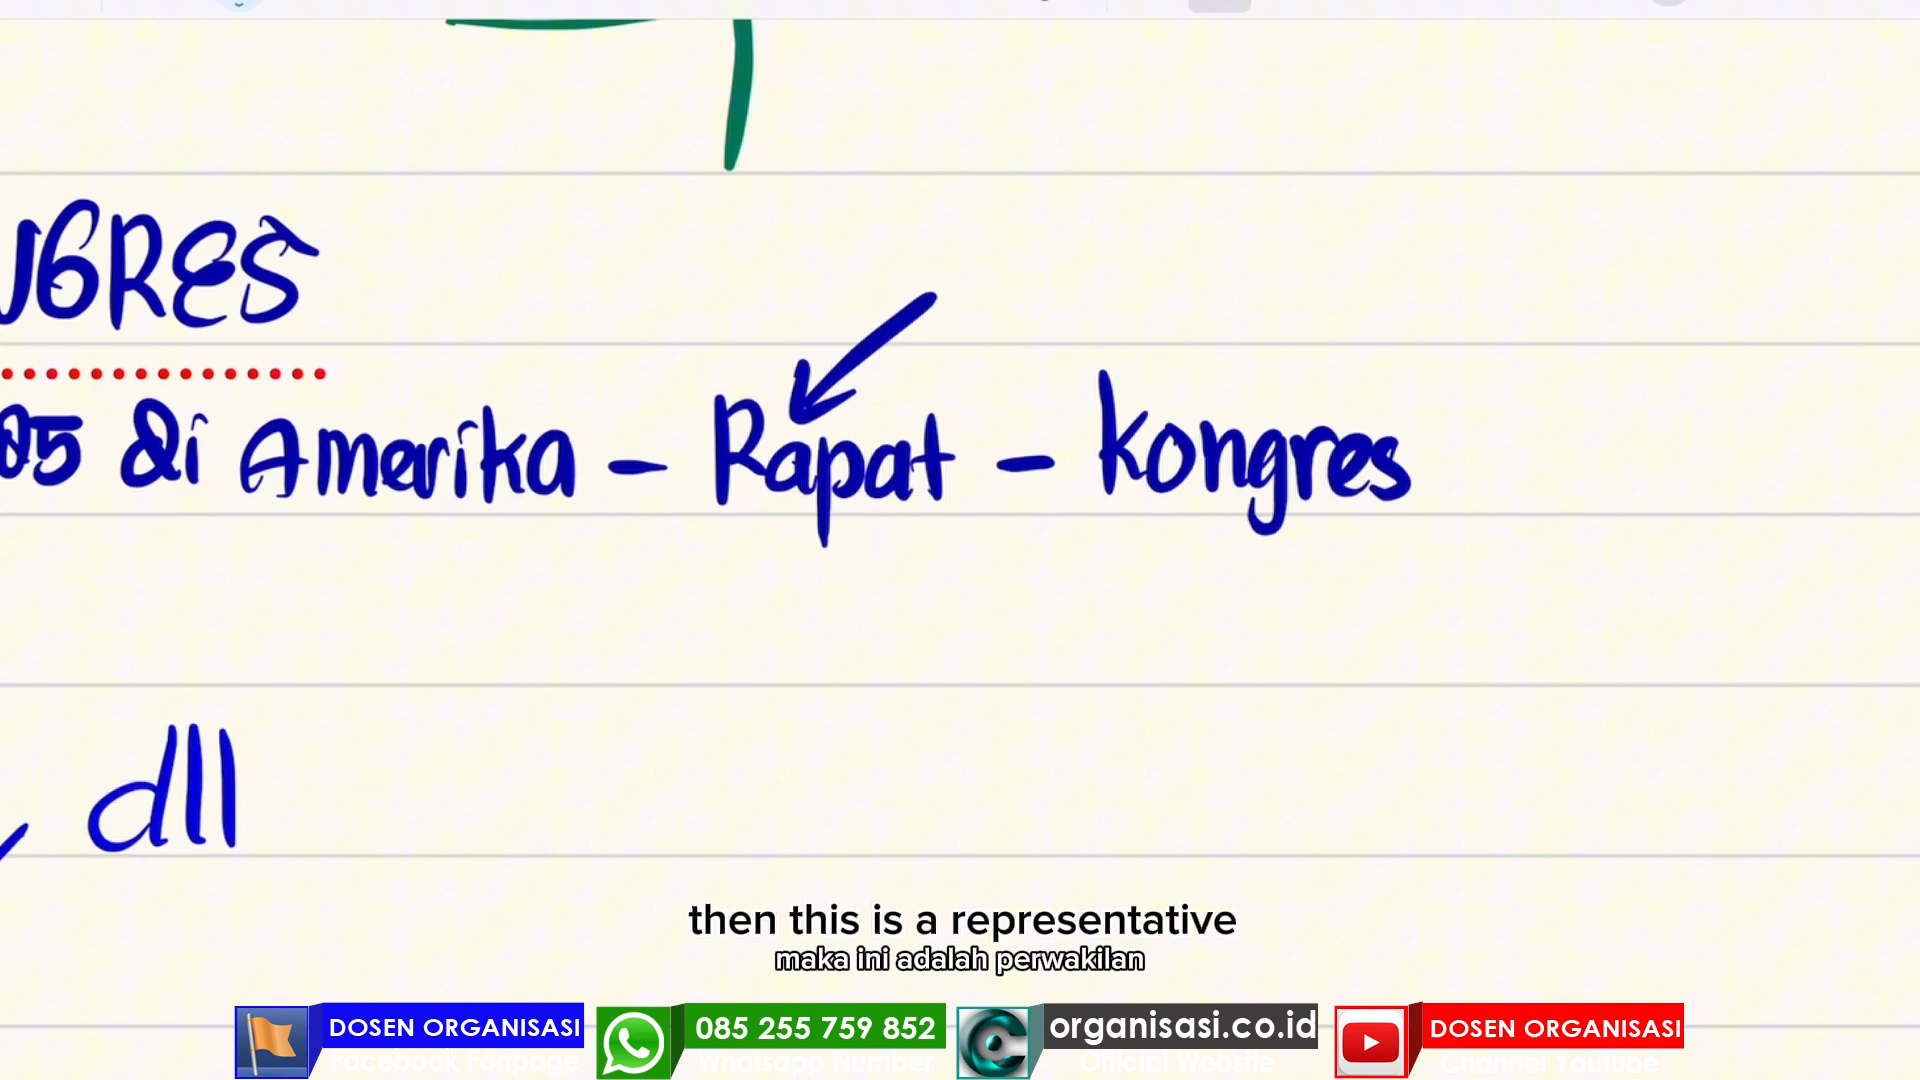 NGRES
05 di Amerika - Rapat - kongres
dll
then this is a representative
maka ini adalah perwakilan
DOSEN ORGANISASI
Facebook Fanpage
085 255 759 852
Whatsapp Number
organisasi.co.id
Official Website
DOSEN ORGANISASI
Channel Youtube